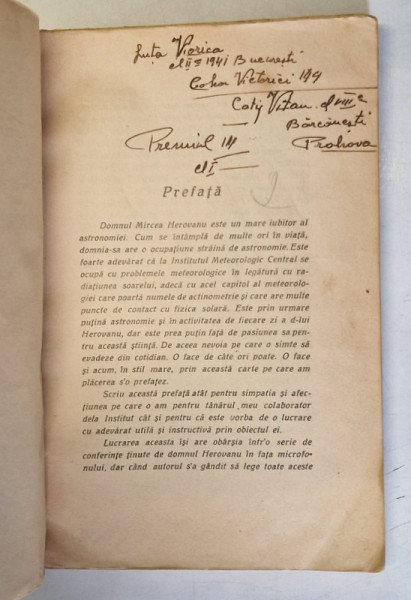 Luța Viorica
cl II c 1941 București
Calea Victoriei 194
Vizan cl VIII c
Bărcănești
Prahova
Premiul III
cl I
Prefață
Domnul Mircea Herovanu este un mare iubitor al
astronomiei. Cum se întâmplă de multe ori în viață,
domnia-sa are o ocupațiune străină de astronomie. Este
foarte adevărat că la Institutul Meteorologic Central se
ocupă cu problemele meteorologice în legătură cu ra-
diațiunea soarelui, adecă cu acel capitol al meteorolo-
giei care poartă numele de actinometrie și care are multe
puncte de contact cu fizica solară. Este prin urmare
puțină astronomie și în activitatea de fiecare zi a d-lui
Herovanu, dar este prea puțin față de pasiunea sa pen-
tru această știință. De aceea nevoia pe care o simte să
evadeze din cotidian. O face de câte ori poate. O face
și acum, în stil mare, prin această carte pe care am
plăcerea s'o prefațez.
Scriu această prefață atât pentru simpatia și afec-
țiunea pe care o am pentru tânărul meu colaborator
dela Institut cât și pentru că este vorba de o lucrare
cu adevărat utilă și instructivă prin obiectul ei.
Lucrarea aceasta își are obârșia într'o serie de
conferințe ținute de domnul Herovanu în fața microfo-
nului, dar când autorul s'a gândit să lege toate aceste